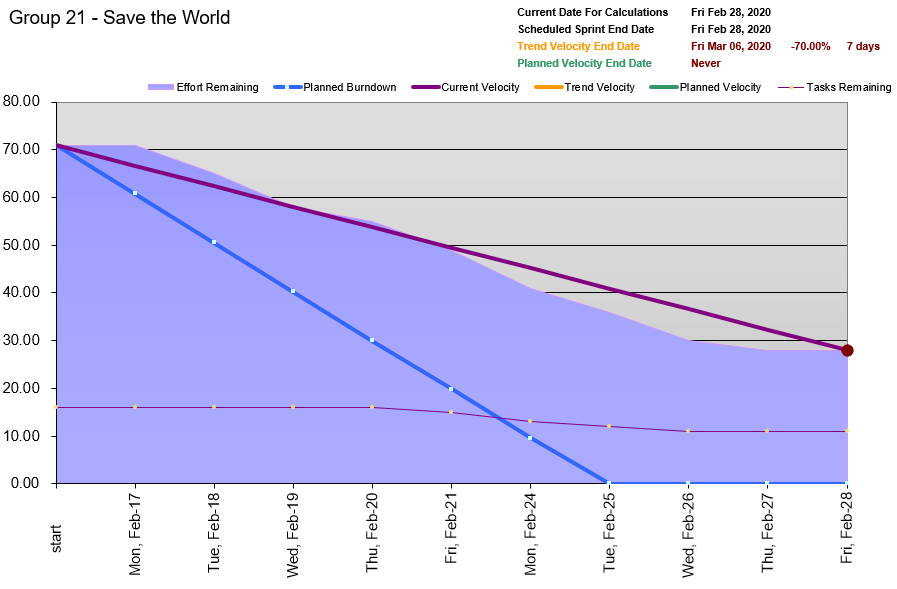 Group 21 - Save the World
Current Date For Calculations Fri Feb 28, 2020
Scheduled Sprint End Date Fri Feb 28, 2020
Trend Velocity End Date Fri Mar 06, 2020 -70.00% 7 days
Planned Velocity End Date Never
Effort Remaining Planned Burndown Current Velocity Trend Velocity Planned Velocity Tasks Remaining
80.00
70.00
60.00
50.00
40.00
30.00
20.00
10.00
0.00
start
Mon, Feb-17
Tue, Feb-18
Wed, Feb-19
Thu, Feb-20
Fri, Feb-21
Mon, Feb-24
Tue, Feb-25
Wed, Feb-26
Thu, Feb-27
Fri, Feb-28